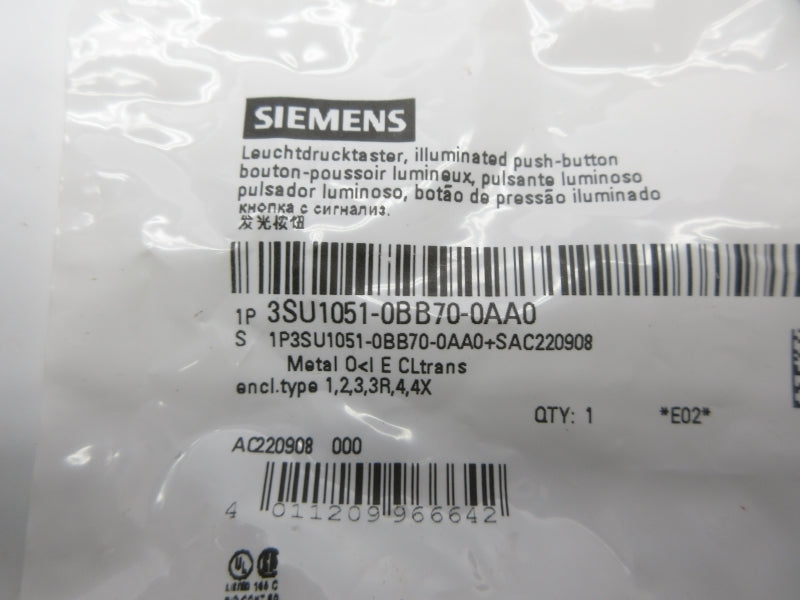 SIEMENS
Leuchtdrucktaster, illuminated push-button
bouton-poussoir lumineux, pulsante luminoso
pulsador luminoso, botão de pressão iluminado
кнопка с сигнализ.
发光按钮
1P 3SU1051-0BB70-0AA0
S 1P3SU1051-0BB70-0AA0+SAC220908
Metal O<I E CLtrans
encl.type 1,2,3,3R,4,4X
QTY: 1 *E02*
AC220908 000
4 011209 966642
UL